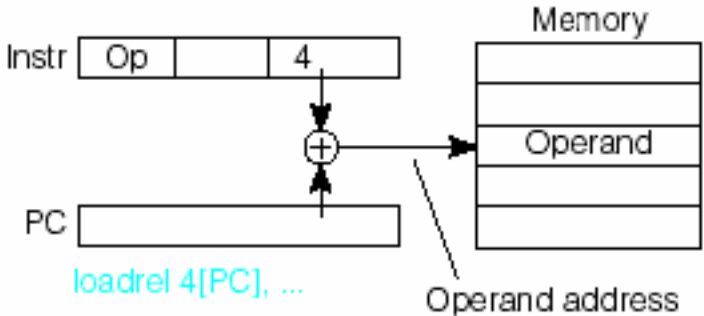 Memory
Instr Op 4
+
Operand
PC
loadrel 4[PC], ...
Operand address